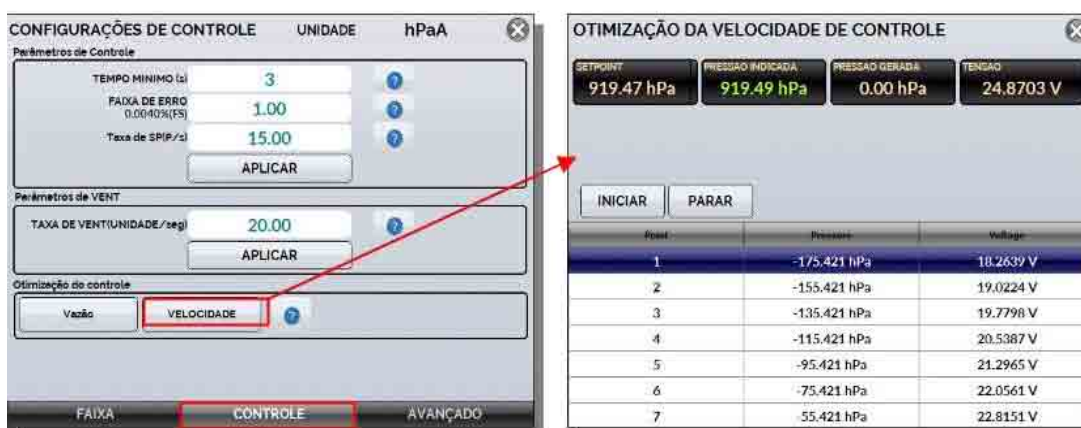 CONFIGURAÇÕES DE CONTROLE UNIDADE hPaA
Parâmetros de Controle
TEMPO MINIMO (s) 3
FAIXA DE ERRO 1.00
0.0040%(FS)
Taxa de SP(P/s) 15.00
APLICAR
Parâmetros de VENT
TAXA DE VENT(UNIDADE/seg) 20.00
APLICAR
Otimização do controle
Vazão VELOCIDADE
FAIXA CONTROLE AVANÇADO
OTIMIZAÇÃO DA VELOCIDADE DE CONTROLE
SETPOINT PRESSÃO INDICADA PRESSÃO GERADA TENSÃO
919.47 hPa 919.49 hPa 0.00 hPa 24.8703 V
INICIAR PARAR
Point Pressure Voltage
1 -175.421 hPa 18.2639 V
2 -155.421 hPa 19.0224 V
3 -135.421 hPa 19.7798 V
4 -115.421 hPa 20.5387 V
5 -95.421 hPa 21.2965 V
6 -75.421 hPa 22.0561 V
7 -55.421 hPa 22.8151 V